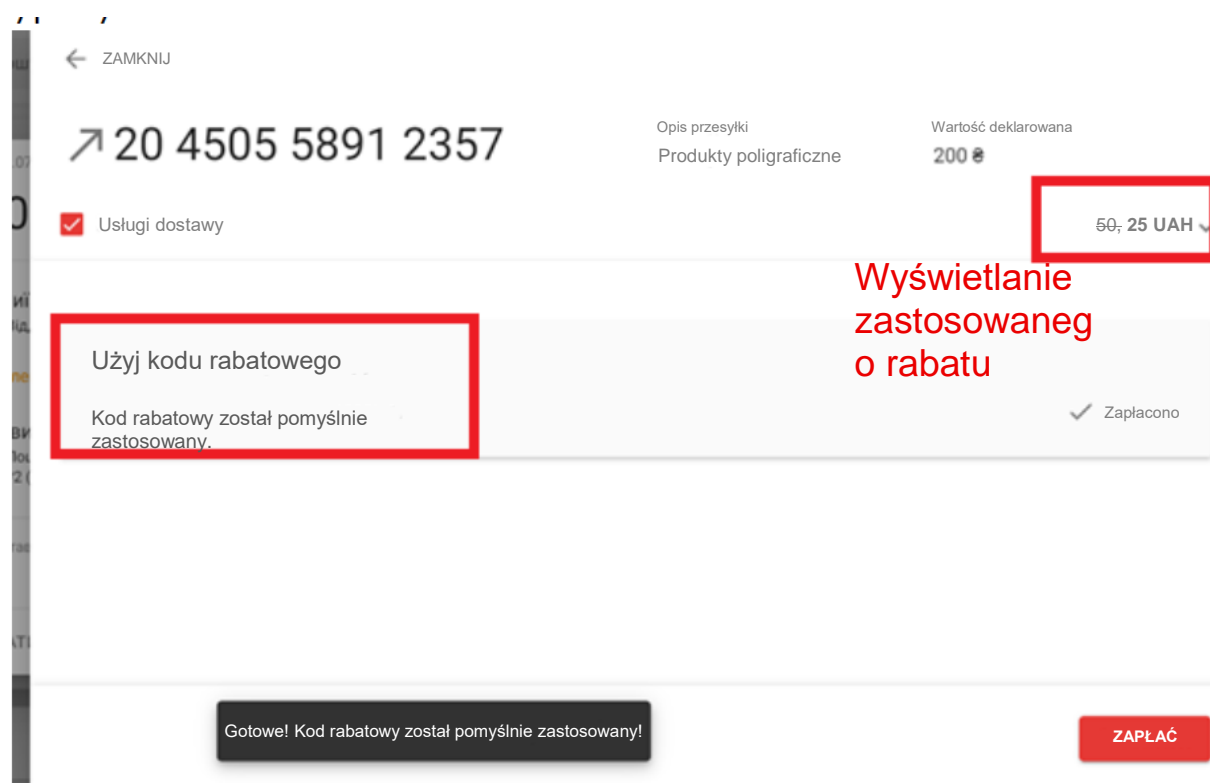 ZAMKNIJ
20 4505 5891 2357
Opis przesyłki
Produkty poligraficzne
Wartość deklarowana
200 ₴
Usługi dostawy
50, 25 UAH
Wyświetlanie
zastosowaneg
o rabatu
Użyj kodu rabatowego
Kod rabatowy został pomyślnie
zastosowany.
Zapłacono
Gotowe! Kod rabatowy został pomyślnie zastosowany!
ZAPŁAĆ